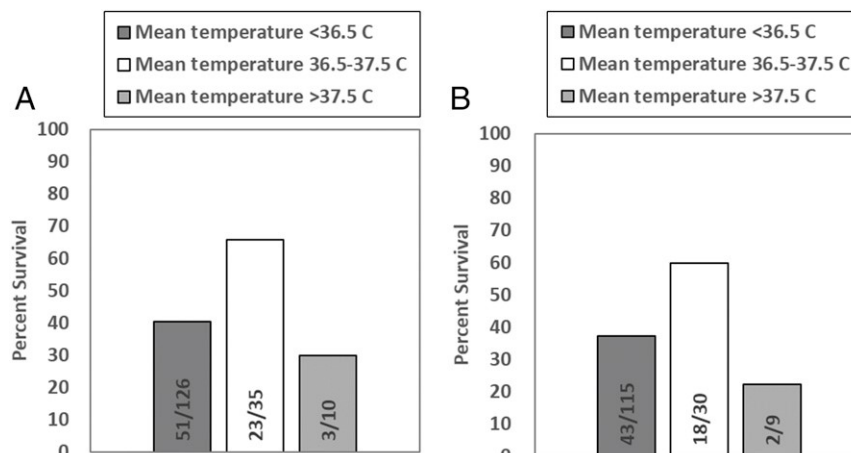 Mean temperature <36.5 C
Mean temperature 36.5-37.5 C
Mean temperature >37.5 C
A
100
90
80
70
60
50
40
30
20
10
0
Percent Survival
51/126
23/35
3/10
Mean temperature <36.5 C
Mean temperature 36.5-37.5 C
Mean temperature >37.5 C
B
100
90
80
70
60
50
40
30
20
10
0
Percent Survival
43/115
18/30
2/9